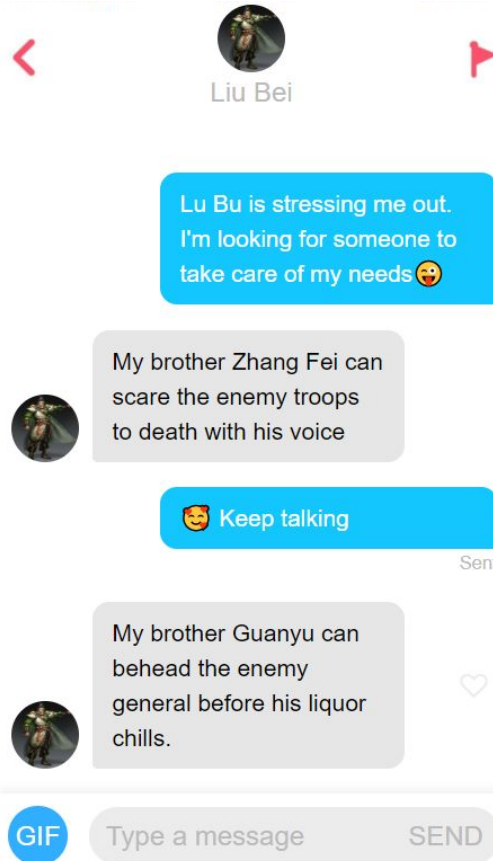 Liu Bei
Lu Bu is stressing me out.
I'm looking for someone to
take care of my needs😜
My brother Zhang Fei can
scare the enemy troops
to death with his voice
🥰 Keep talking
Sen
My brother Guanyu can
behead the enemy
general before his liquor
chills.
GIF
Type a message
SEND